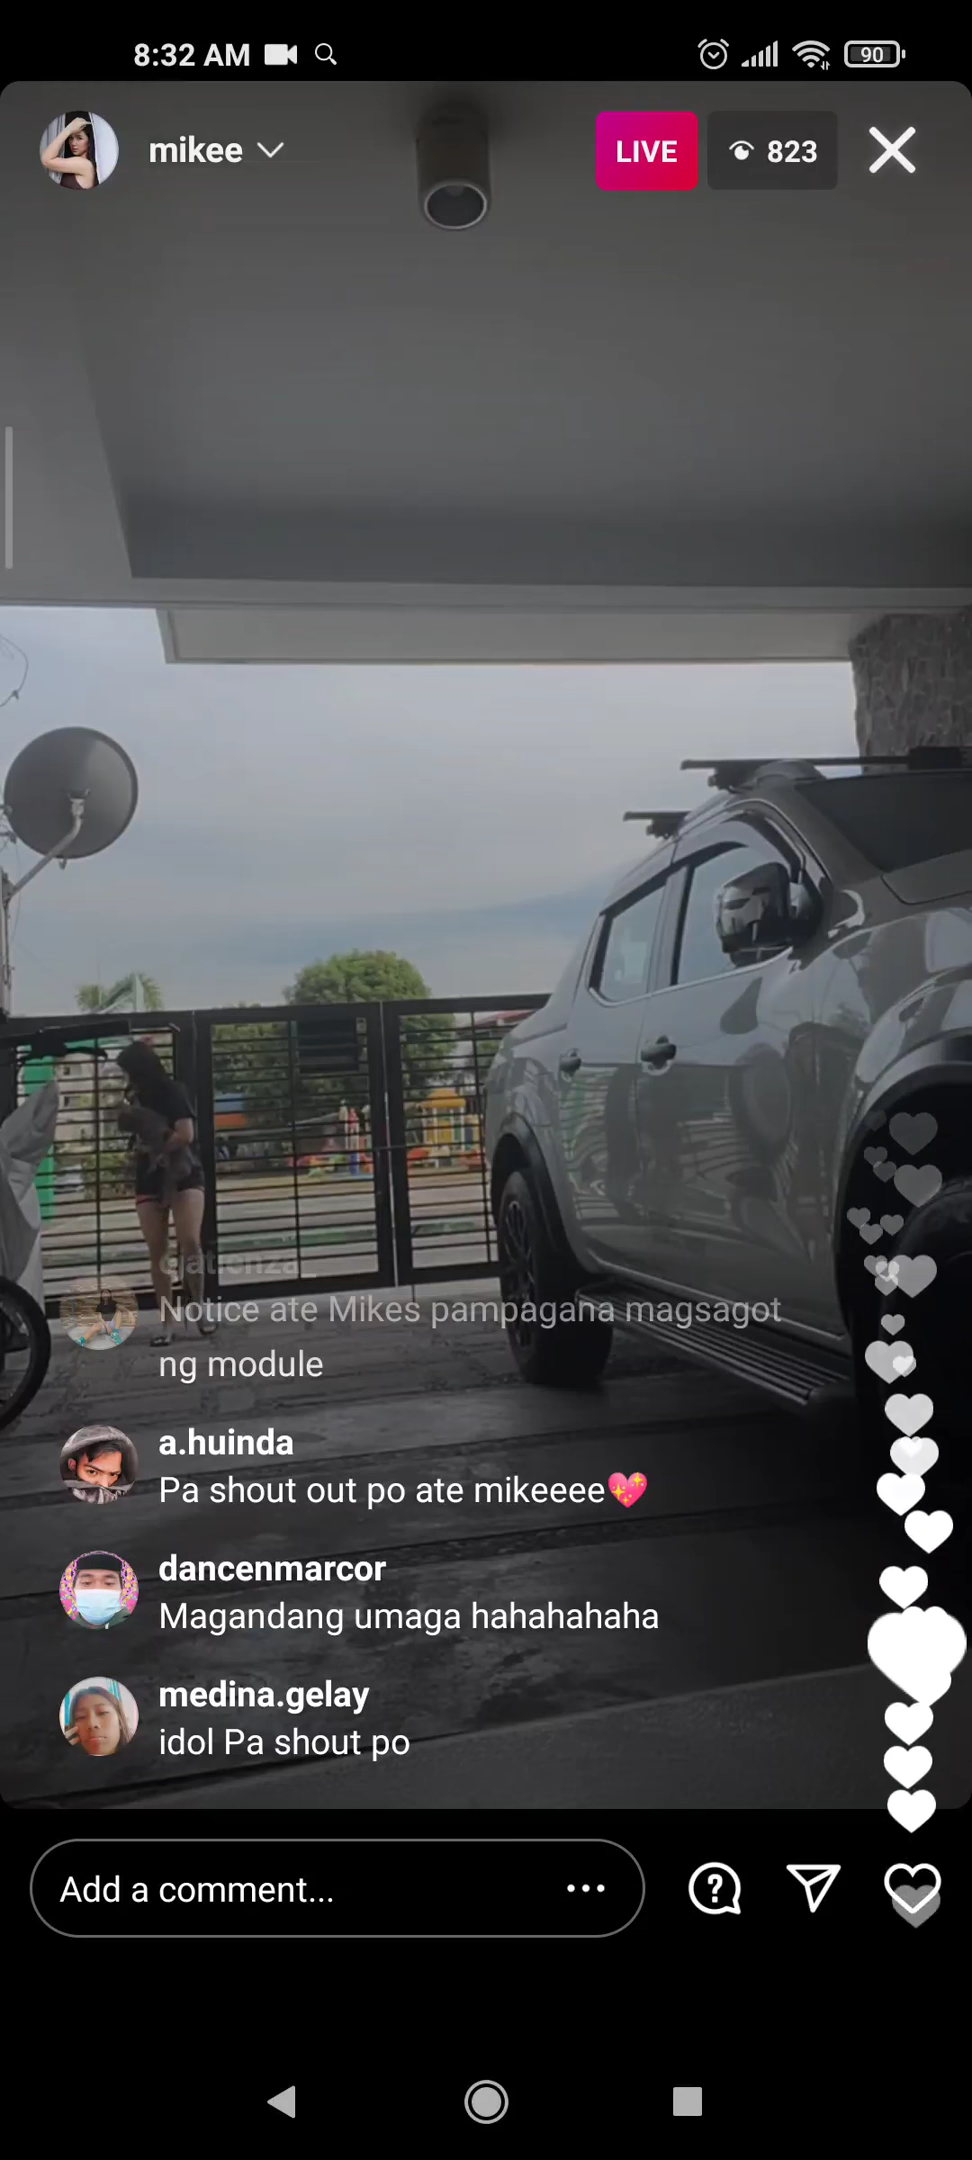 8:32 AM
90
mikee
LIVE
823
Notice ate Mikes pampagana magsagot
ng module
a.huinda
Pa shout out po ate mikeeee💖
dancenmarcor
Magandang umaga hahahahaha
medina.gelay
idol Pa shout po
Add a comment...